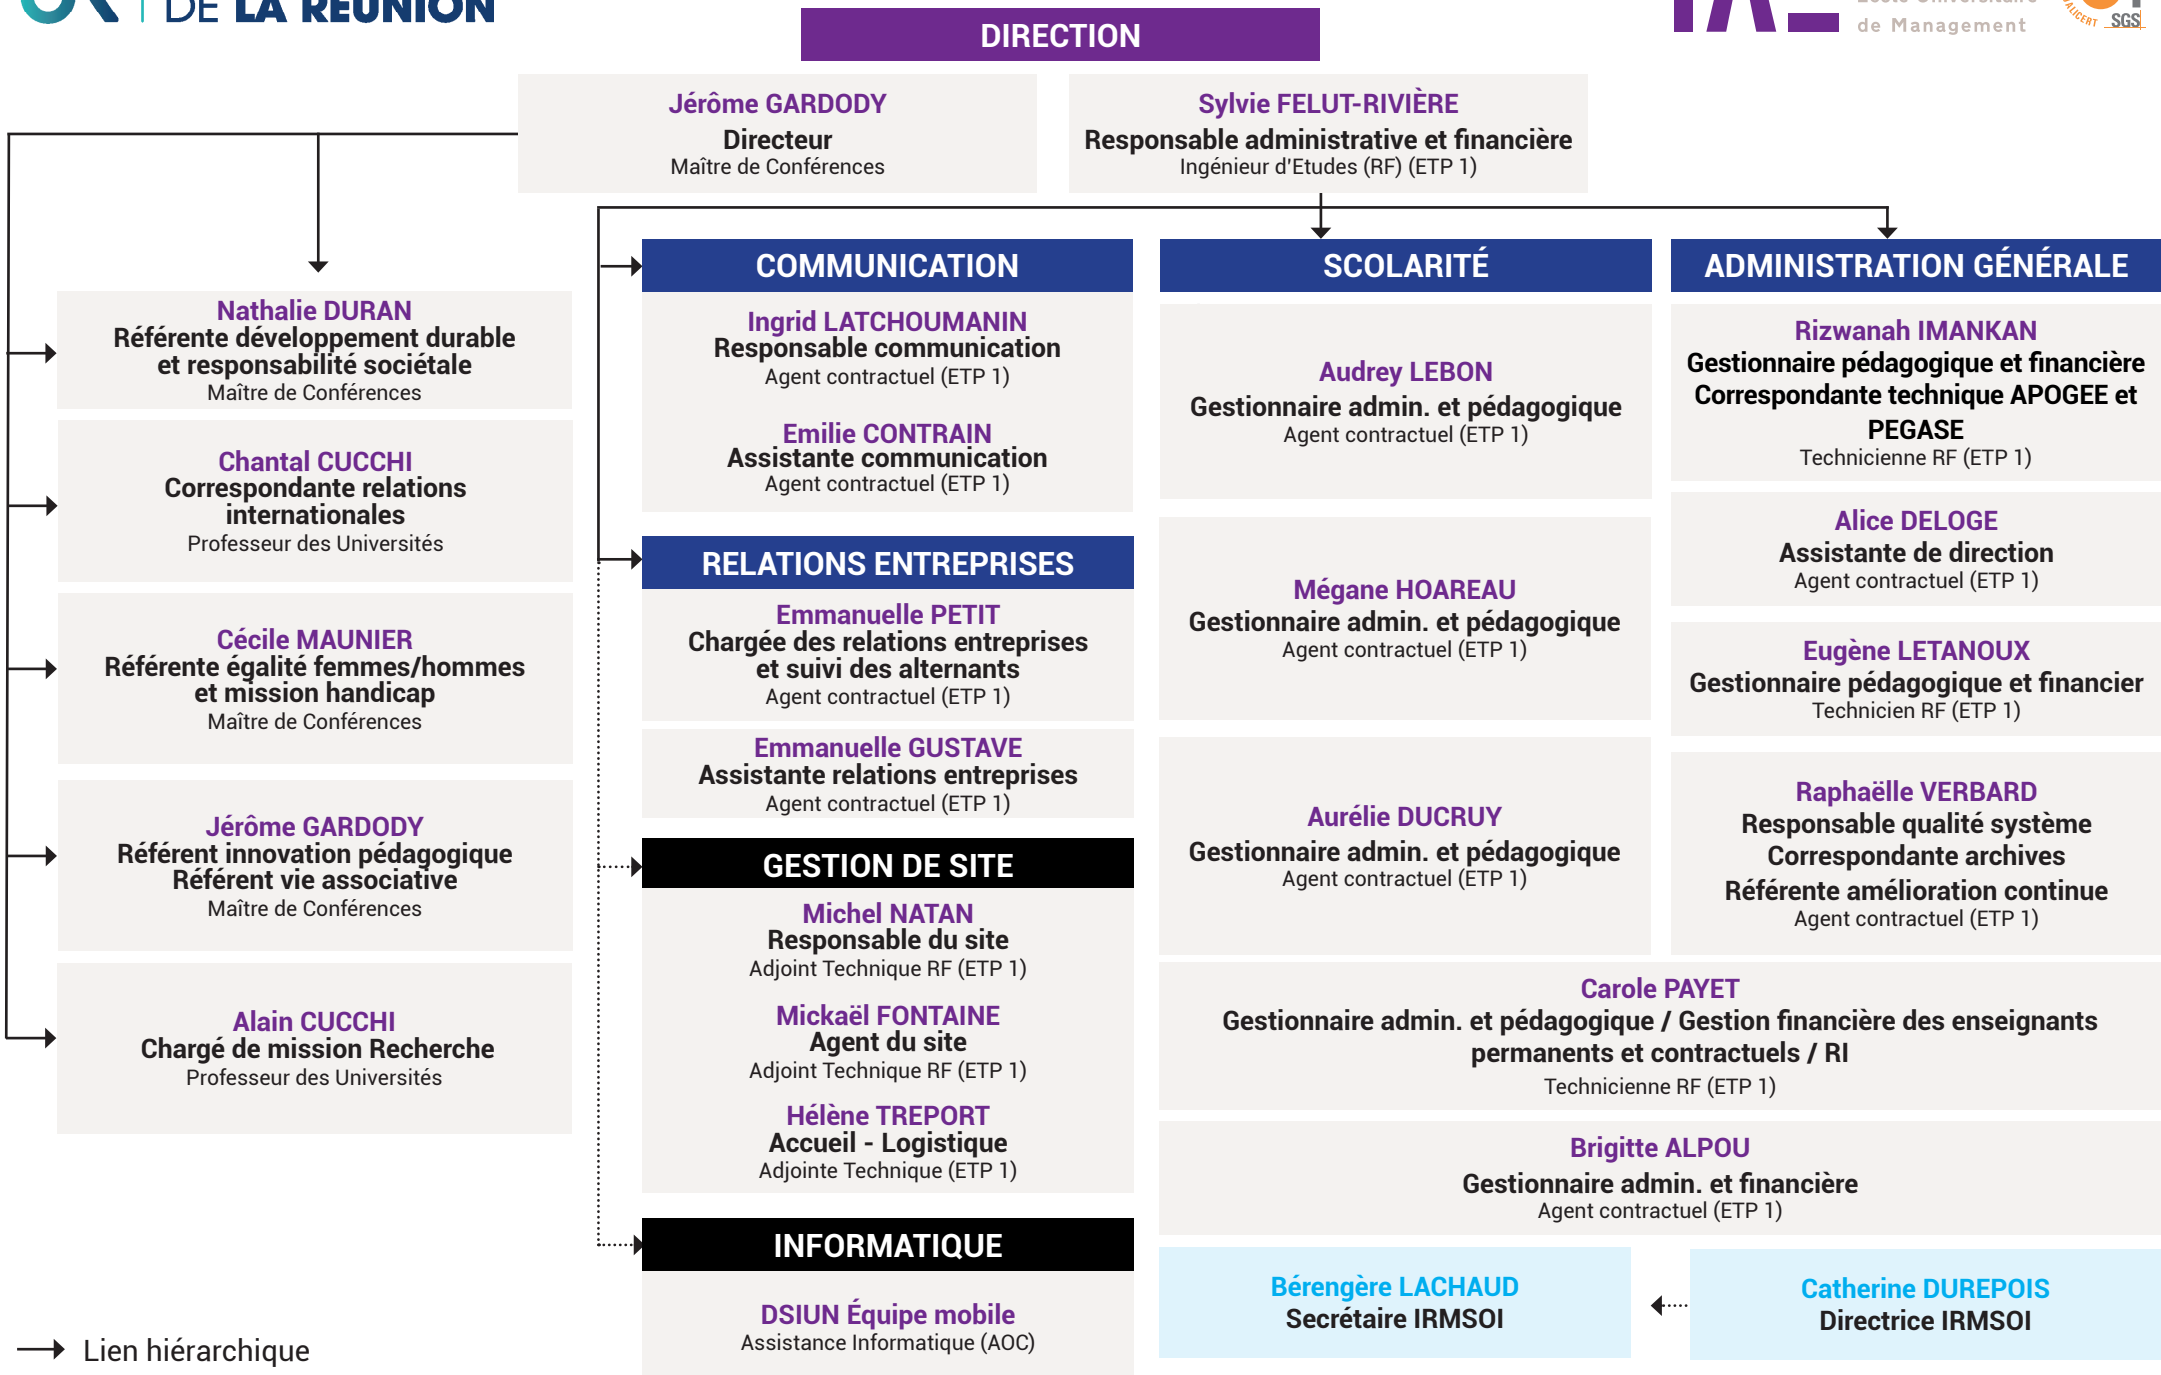 DE LA RÉUNION
DIRECTION
de Management
QUALICERT
SGS
Jérôme GARDODY
Directeur
Maître de Conférences
Sylvie FELUT-RIVIÈRE
Responsable administrative et financière
Ingénieur d'Etudes (RF) (ETP 1)
Nathalie DURAN
Référente développement durable
et responsabilité sociétale
Maître de Conférences
Chantal CUCCHI
Correspondante relations
internationales
Professeur des Universités
Cécile MAUNIER
Référente égalité femmes/hommes
et mission handicap
Maître de Conférences
Jérôme GARDODY
Référent innovation pédagogique
Référent vie associative
Maître de Conférences
Alain CUCCHI
Chargé de mission Recherche
Professeur des Universités
COMMUNICATION
Ingrid LATCHOUMANIN
Responsable communication
Agent contractuel (ETP 1)
Emilie CONTRAIN
Assistante communication
Agent contractuel (ETP 1)
RELATIONS ENTREPRISES
Emmanuelle PETIT
Chargée des relations entreprises
et suivi des alternants
Agent contractuel (ETP 1)
Emmanuelle GUSTAVE
Assistante relations entreprises
Agent contractuel (ETP 1)
GESTION DE SITE
Michel NATAN
Responsable du site
Adjoint Technique RF (ETP 1)
Mickaël FONTAINE
Agent du site
Adjoint Technique RF (ETP 1)
Hélène TREPORT
Accueil - Logistique
Adjointe Technique (ETP 1)
INFORMATIQUE
DSIUN Équipe mobile
Assistance Informatique (AOC)
SCOLARITÉ
Audrey LEBON
Gestionnaire admin. et pédagogique
Agent contractuel (ETP 1)
Mégane HOAREAU
Gestionnaire admin. et pédagogique
Agent contractuel (ETP 1)
Aurélie DUCRUY
Gestionnaire admin. et pédagogique
Agent contractuel (ETP 1)
ADMINISTRATION GÉNÉRALE
Rizwanah IMANKAN
Gestionnaire pédagogique et financière
Correspondante technique APOGEE et
PEGASE
Technicienne RF (ETP 1)
Alice DELOGE
Assistante de direction
Agent contractuel (ETP 1)
Eugène LETANOUX
Gestionnaire pédagogique et financier
Technicien RF (ETP 1)
Raphaëlle VERBARD
Responsable qualité système
Correspondante archives
Référente amélioration continue
Agent contractuel (ETP 1)
Carole PAYET
Gestionnaire admin. et pédagogique / Gestion financière des enseignants
permanents et contractuels / RI
Technicienne RF (ETP 1)
Brigitte ALPOU
Gestionnaire admin. et financière
Agent contractuel (ETP 1)
Bérengère LACHAUD
Secrétaire IRMSOI
Catherine DUREPOIS
Directrice IRMSOI
Lien hiérarchique